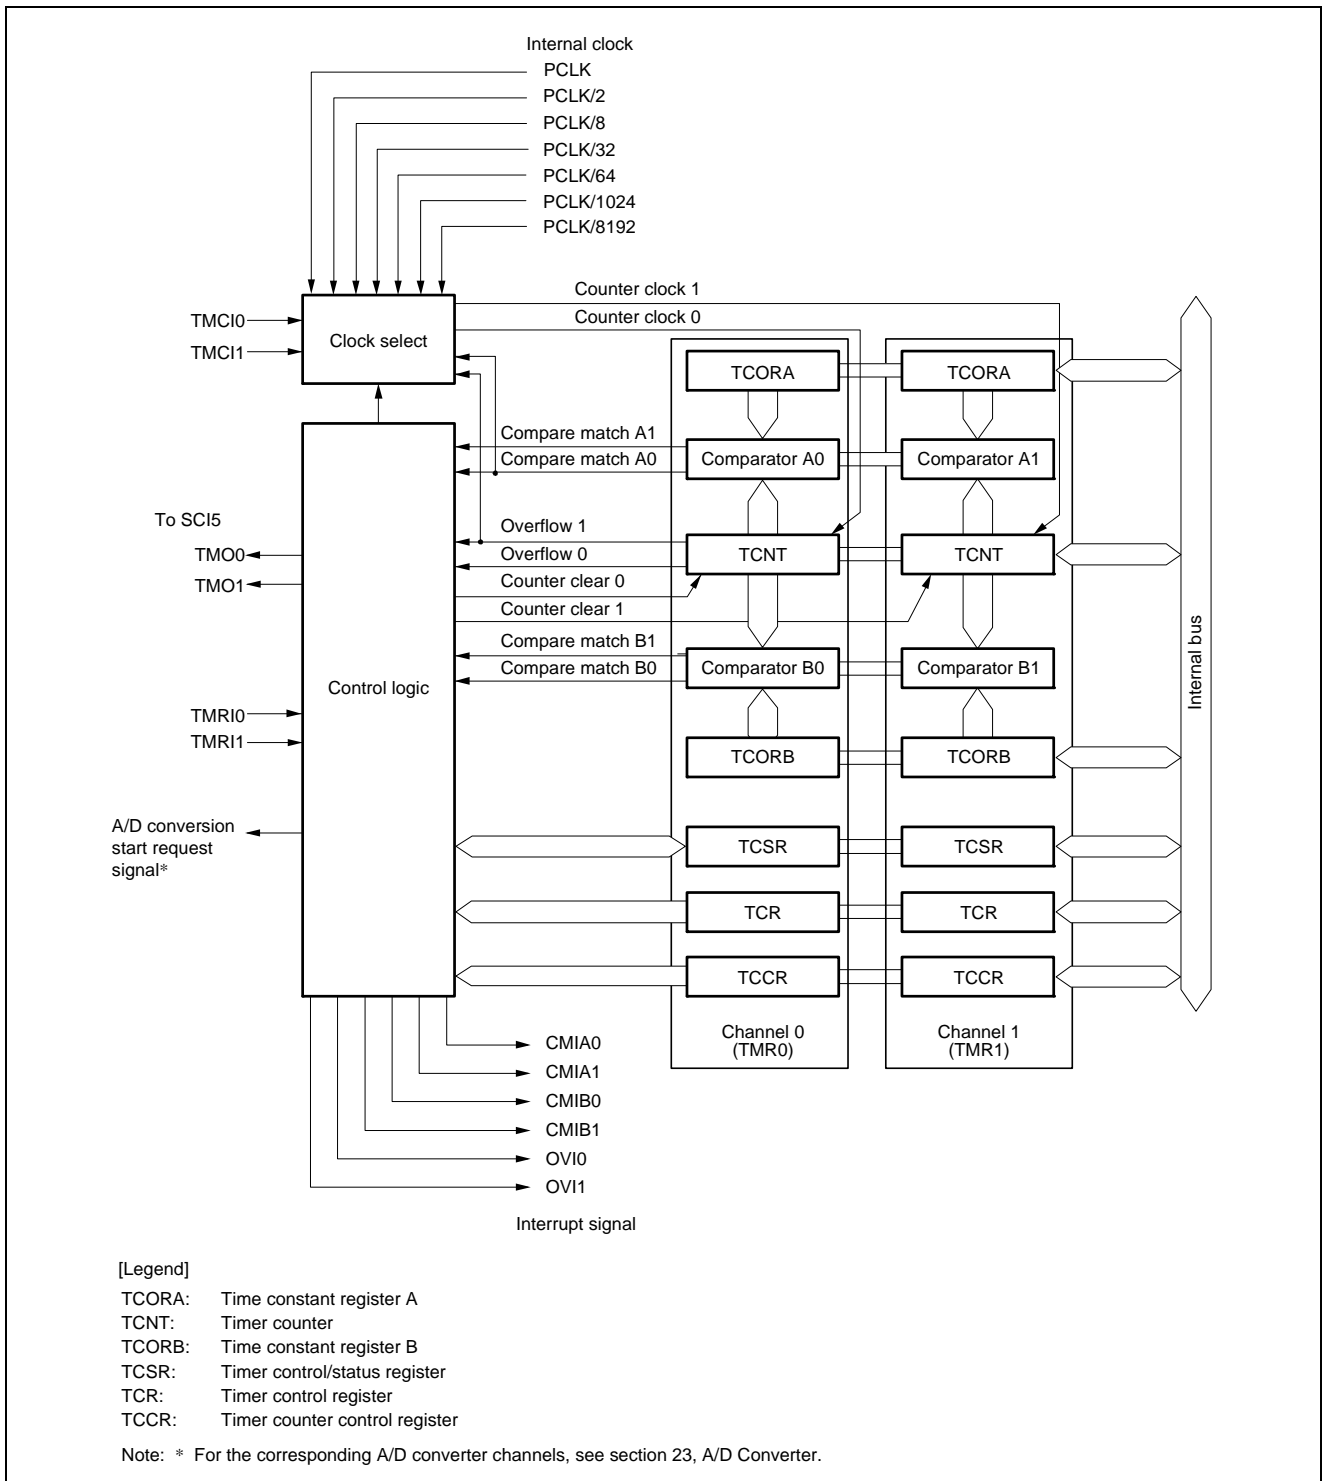 Internal clock
PCLK
PCLK/2
PCLK/8
PCLK/32
PCLK/64
PCLK/1024
PCLK/8192
Counter clock 1
Counter clock 0
TMCI0
TMCI1
Clock select
TCORA
TCORA
Compare match A1
Compare match A0
Comparator A0
Comparator A1
To SCI5
TMO0
TMO1
Overflow 1
Overflow 0
Counter clear 0
Counter clear 1
TCNT
TCNT
Compare match B1
Compare match B0
Comparator B0
Comparator B1
Control logic
Internal bus
TMRI0
TMRI1
TCORB
TCORB
A/D conversion
start request
signal*
TCSR
TCSR
TCR
TCR
TCCR
TCCR
Channel 0
(TMR0)
Channel 1
(TMR1)
CMIA0
CMIA1
CMIB0
CMIB1
OVI0
OVI1
Interrupt signal
[Legend]
TCORA: Time constant register A
TCNT: Timer counter
TCORB: Time constant register B
TCSR: Timer control/status register
TCR: Timer control register
TCCR: Timer counter control register
Note: * For the corresponding A/D converter channels, see section 23, A/D Converter.